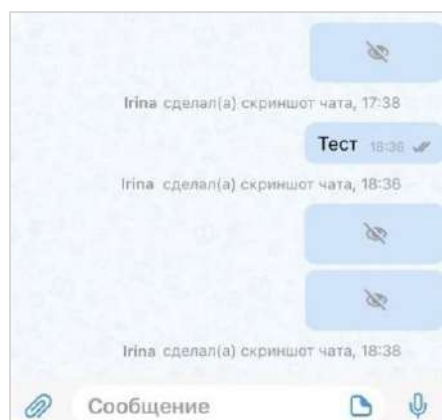 Irina сделал(а) скриншот чата, 17:38
Тест 18:36
Irina сделал(а) скриншот чата, 18:36
Irina сделал(а) скриншот чата, 18:38
Сообщение